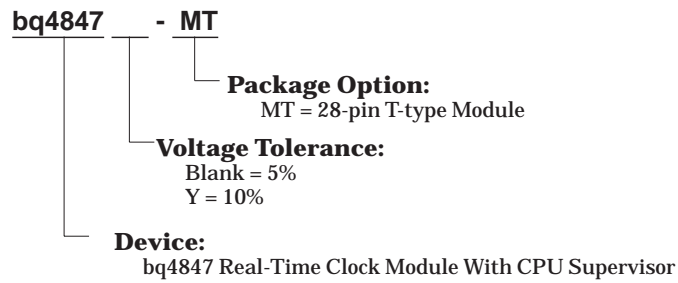 bq4847 - MT
Package Option:
MT = 28-pin T-type Module
Voltage Tolerance:
Blank = 5%
Y = 10%
Device:
bq4847 Real-Time Clock Module With CPU Supervisor